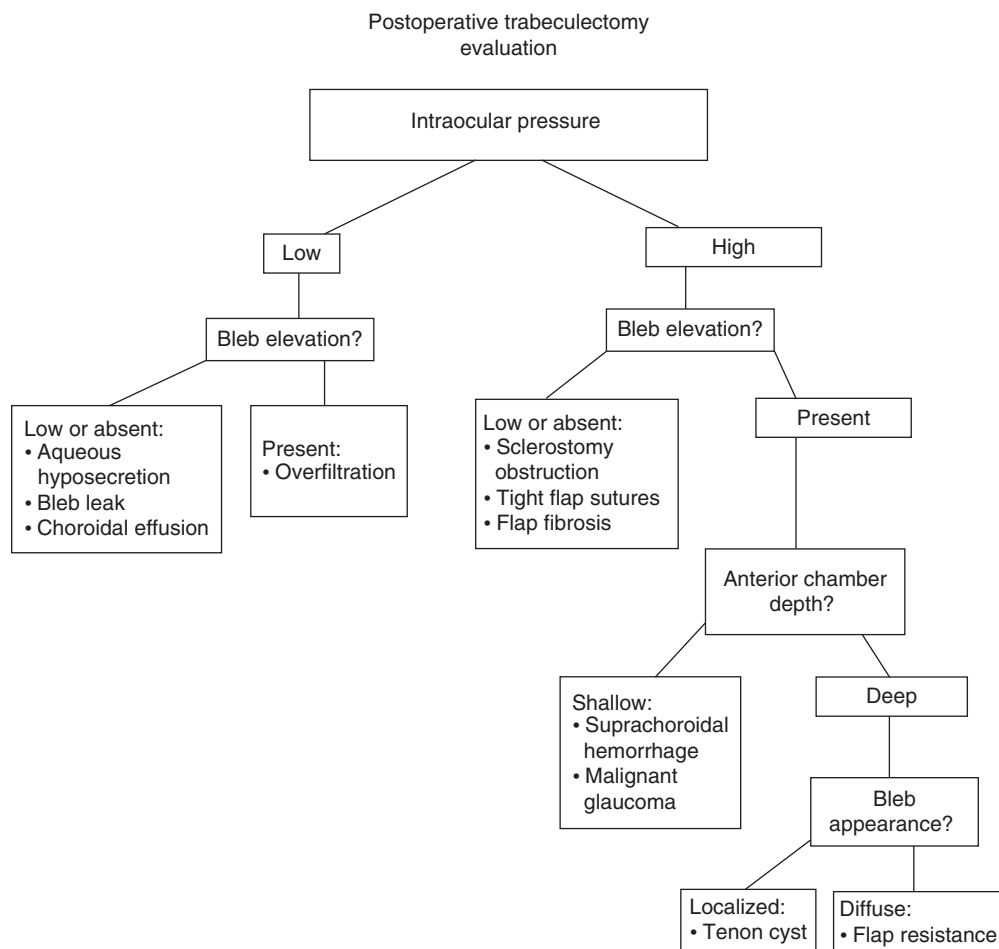 Postoperative trabeculectomy
evaluation
Intraocular pressure
Low
High
Bleb elevation?
Bleb elevation?
Low or absent:
• Aqueous
hyposecretion
• Bleb leak
• Choroidal effusion
Present:
• Overfiltration
Low or absent:
• Sclerostomy
obstruction
• Tight flap sutures
• Flap fibrosis
Present
Anterior chamber
depth?
Shallow:
• Suprachoroidal
hemorrhage
• Malignant
glaucoma
Deep
Bleb
appearance?
Localized:
• Tenon cyst
Diffuse:
• Flap resistance